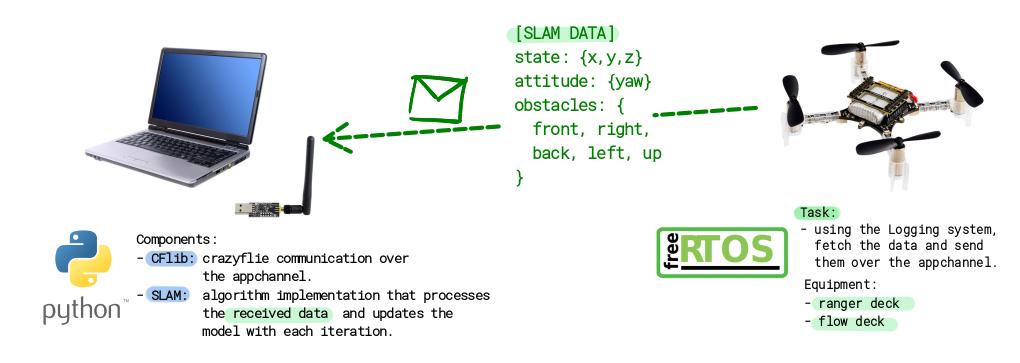 [SLAM DATA]
state: {x,y,z}
attitude: {yaw}
obstacles: {
front, right,
back, left, up
}
python™
Components:
- CFlib: crazyflie communication over
the appchannel.
- SLAM: algorithm implementation that processes
the received data and updates the
model with each iteration.
free RTOS
Task:
- using the Logging system,
fetch the data and send
them over the appchannel.
Equipment:
- ranger deck
- flow deck